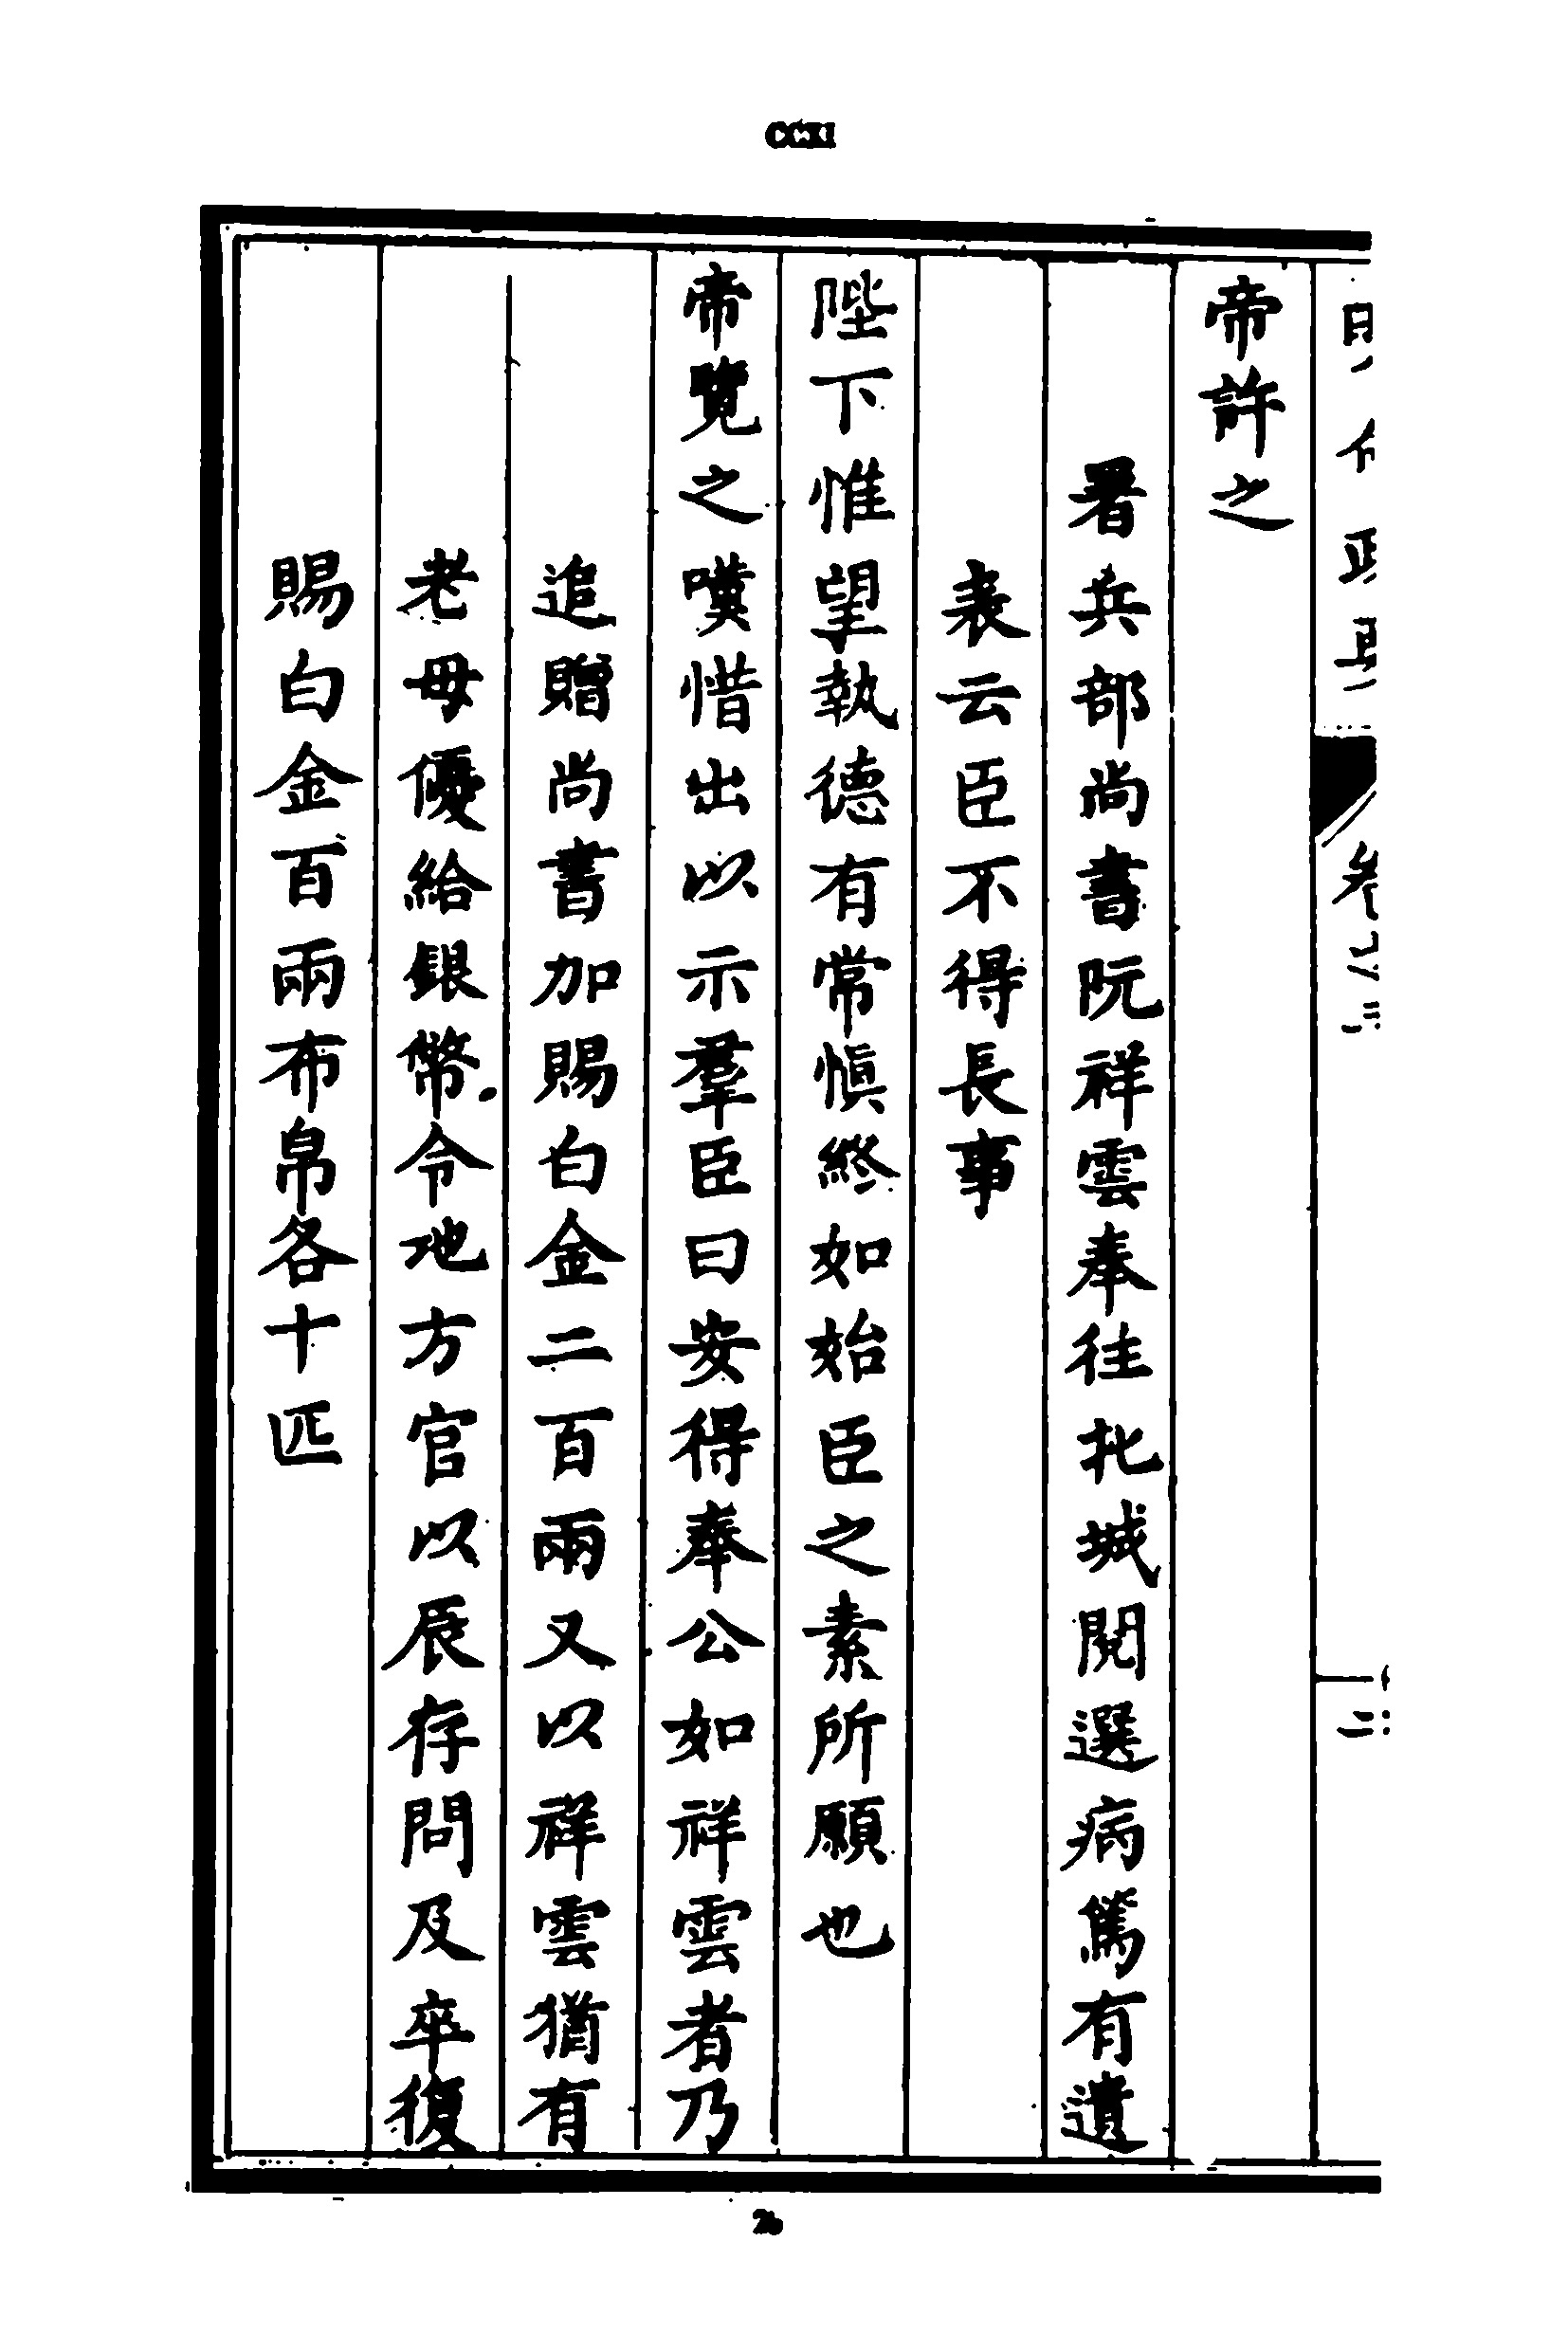 帝許之
署兵部尚書阮祥雲奉往北城閱選病篤有遺
表云臣不得長事
陛下惟望執德有常愼終如始臣之素所願也
帝覽之嘆惜出以示羣臣曰安得奉公如祥雲者乃
追贈尚書加賜白金二百兩又以祥雲猶有
老母優給銀幣令地方官以辰存問及卒復
賜白金百兩布帛各十匹